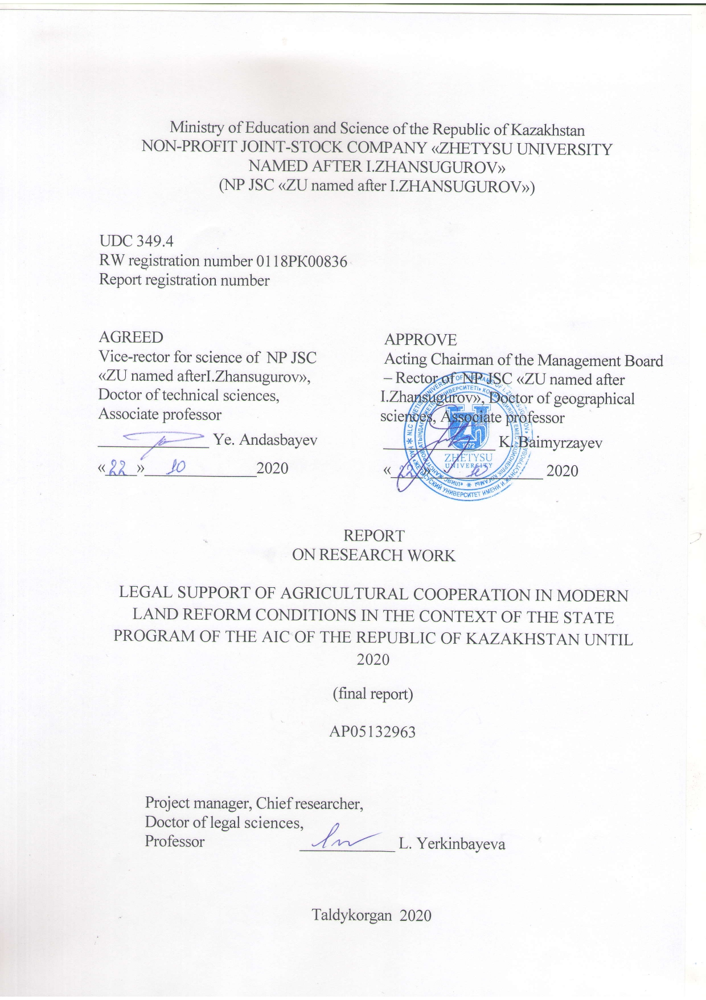 Ministry of Education and Science of the Republic of Kazakhstan
NON-PROFIT JOINT-STOCK COMPANY «ZHETYSU UNIVERSITY
NAMED AFTER I.ZHANSUGUROV»
(NP JSC «ZU named after I.ZHANSUGUROV»)
UDC 349.4
RW registration number 0118РК00836
Report registration number
AGREED
Vice-rector for science of NP JSC
«ZU named afterI.Zhansugurov»,
Doctor of technical sciences,
Associate professor
Ye. Andasbayev
«22» 10 2020
APPROVE
Acting Chairman of the Management Board
– Rector of NP JSC «ZU named after
I.Zhansugurov», Doctor of geographical
sciences, Associate professor
K. Baimyrzayev
«22» 10 2020
1972
ZHETYSU
UNIVERSITY
REPORT
ON RESEARCH WORK
LEGAL SUPPORT OF AGRICULTURAL COOPERATION IN MODERN
LAND REFORM CONDITIONS IN THE CONTEXT OF THE STATE
PROGRAM OF THE AIC OF THE REPUBLIC OF KAZAKHSTAN UNTIL
2020
(final report)
AP05132963
Project manager, Chief researcher,
Doctor of legal sciences,
Professor L. Yerkinbayeva
Taldykorgan 2020